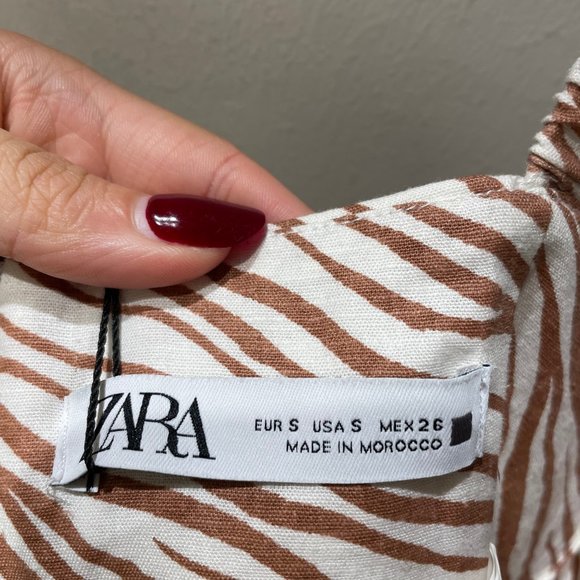 ZARA
EUR S USA S MEX 26
MADE IN MOROCCO